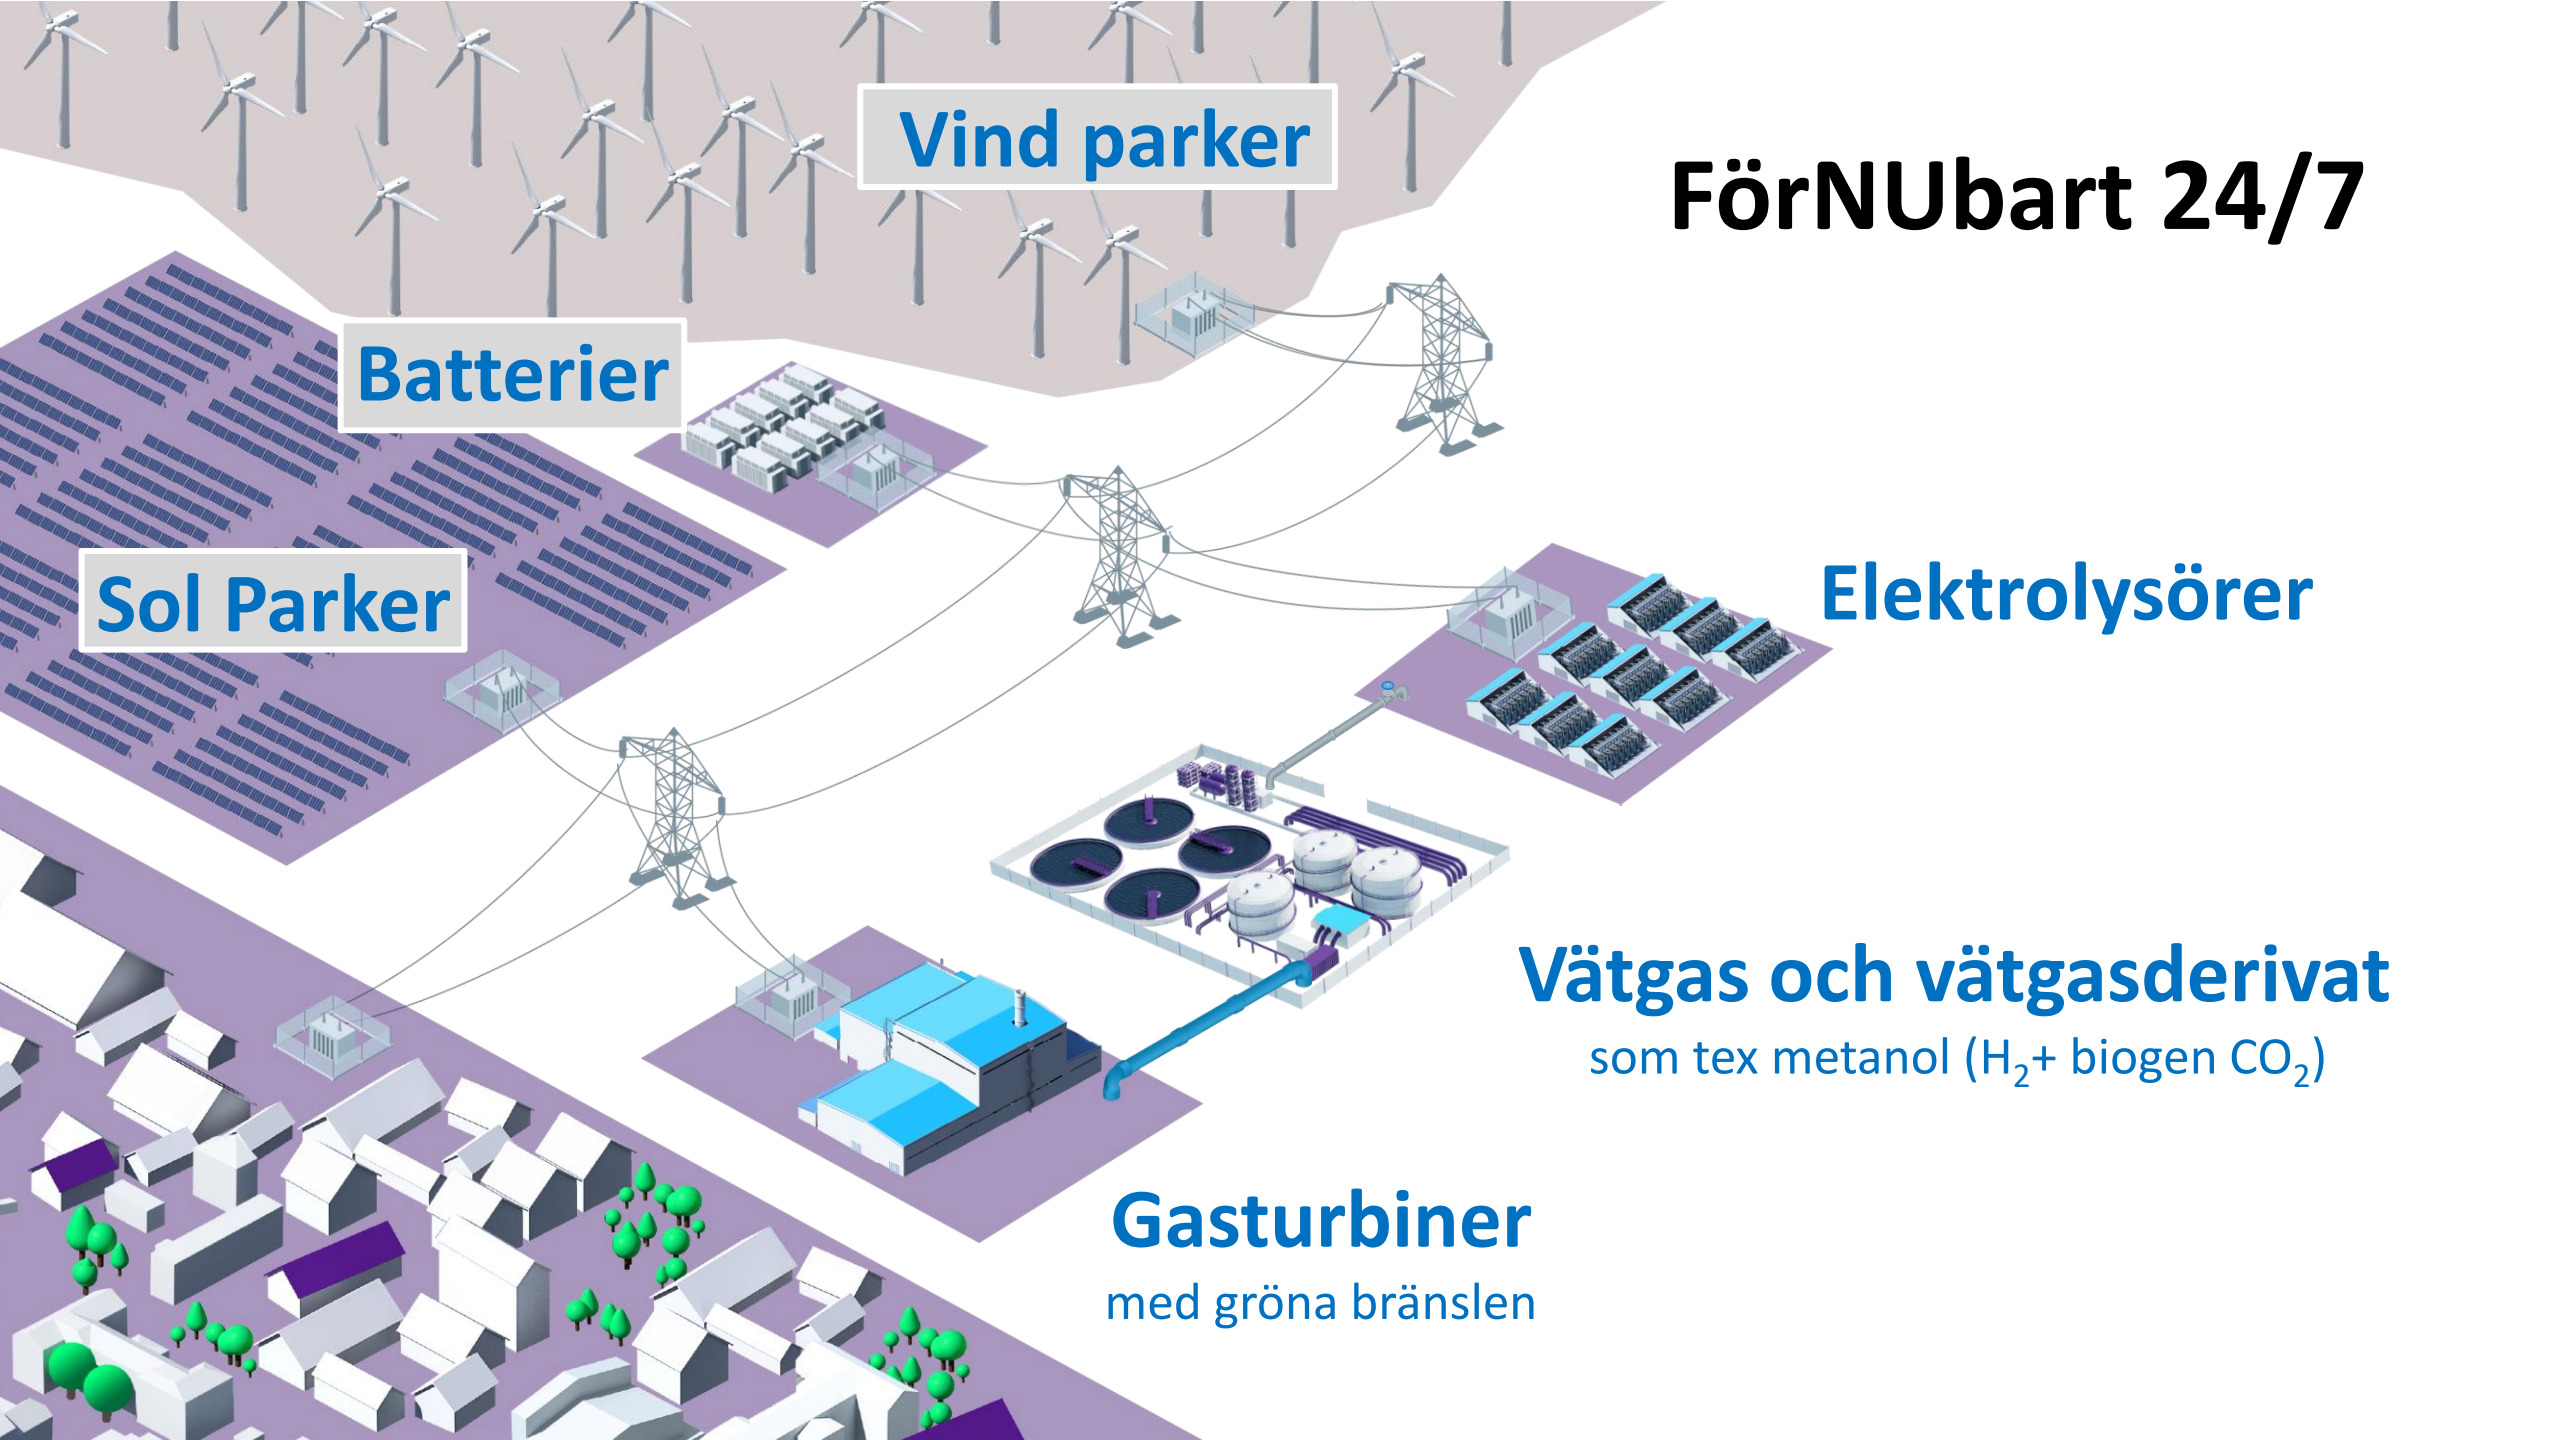 Vind parker
FörNUbart 24/7
Batterier
Sol Parker
Elektrolysörer
Vätgas och vätgasderivat
som tex metanol (H₂+ biogen CO₂)
Gasturbiner
med gröna bränslen